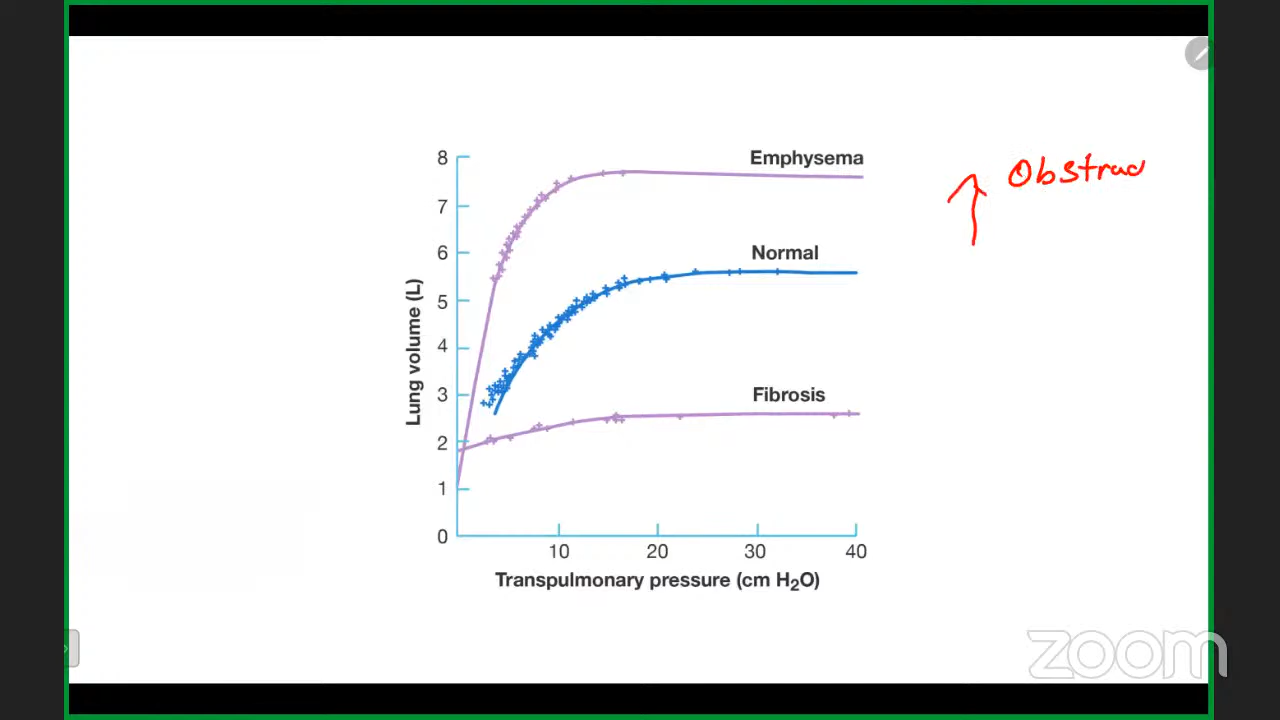 8
Emphysema
Obstruc
7
6
Normal
5
4
3
Fibrosis
2
1
0
10 20 30 40
Lung volume (L)
Transpulmonary pressure (cm H₂O)
zoom